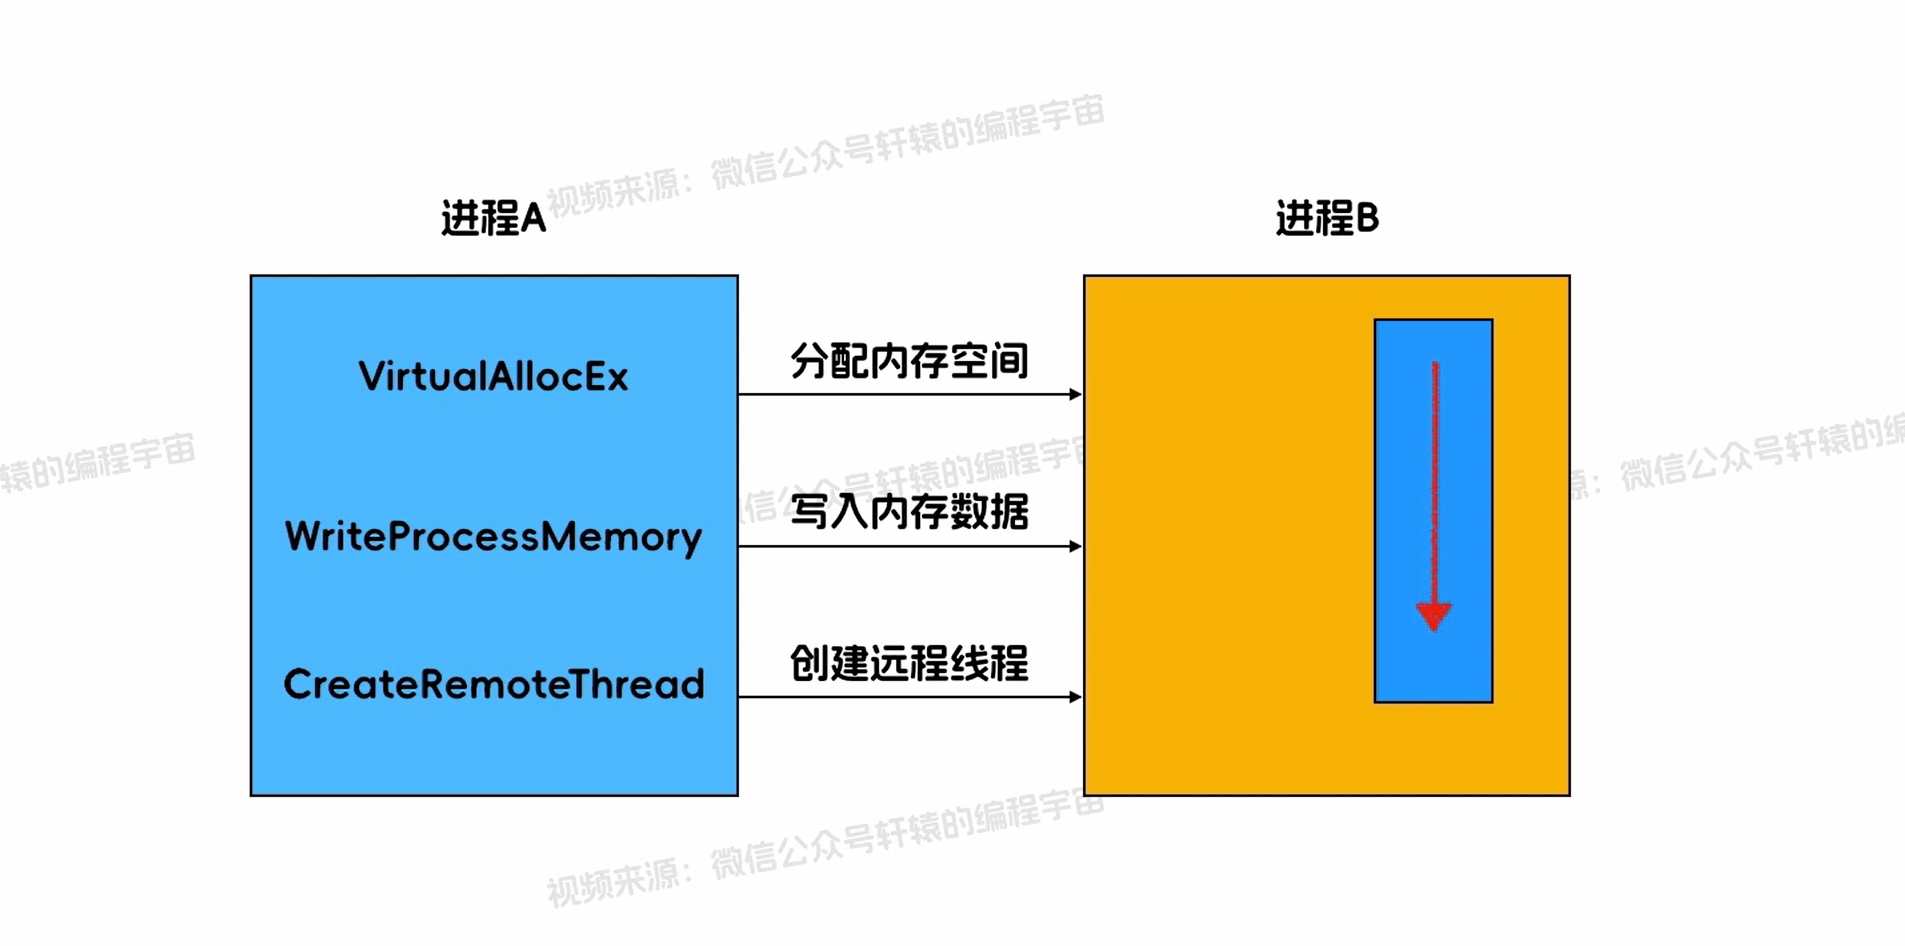 视频来源：微信公众号轩辕的编程宇宙
进程A
进程B
VirtualAllocEx
分配内存空间
辕的编程宇宙
微信公众号轩辕的编程宇宙
源：微信公众号轩辕的编
WriteProcessMemory
写入内存数据
CreateRemoteThread
创建远程线程
视频来源：微信公众号轩辕的编程宇宙